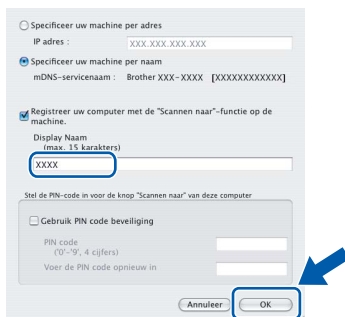 Specificeer uw machine per adres
IP adres : XXX.XXX.XXX.XXX
Specificeer uw machine per naam
mDNS-servicenaam : Brother XXX-XXXX [XXXXXXXXXXXX]
Registreer uw computer met de "Scannen naar"-functie op de
machine.
Display Naam
(max. 15 karakters)
XXXX
Stel de PIN-code in voor de knop "Scannen naar" van deze computer
Gebruik PIN code beveiliging
PIN code
('0'-'9', 4 cijfers)
Voer de PIN code opnieuw in
Annuleer OK